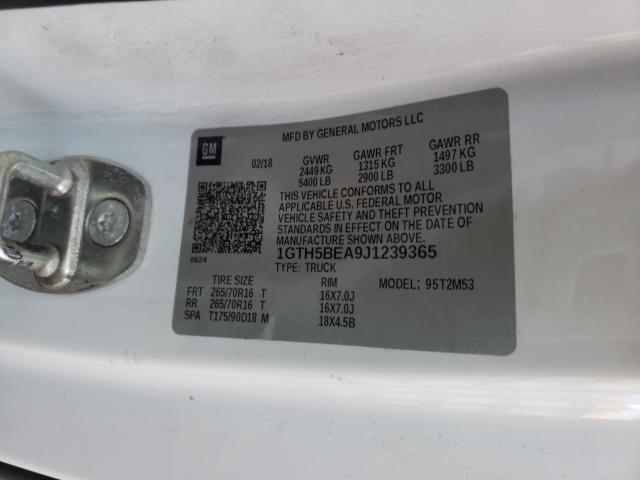 MFD BY GENERAL MOTORS LLC
GM
02/18 GVWR GAWR FRT GAWR RR
2449 KG 1315 KG 1497 KG
5400 LB 2900 LB 3300 LB
THIS VEHICLE CONFORMS TO ALL
APPLICABLE U.S. FEDERAL MOTOR
VEHICLE SAFETY AND THEFT PREVENTION
STANDARDS IN EFFECT ON THE DATE OF
MANUFACTURE SHOWN ABOVE.
1GTH5BEA9J1239365
8624
TYPE: TRUCK
TIRE SIZE RIM MODEL: 95T2M53
FRT 265/70R16 T 16X7.0J
RR 265/70R16 T 16X7.0J
SPA T175/90D18 M 18X4.5B